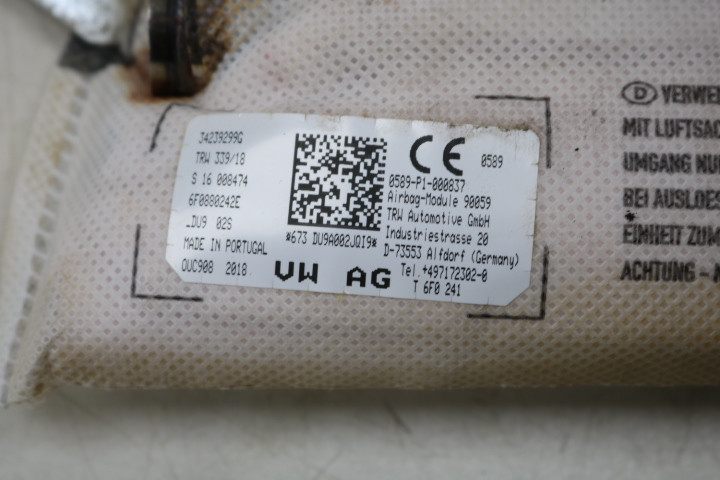 34239299G
TRW 339/18
S 16 008474
6F0880242E
_DU9 02S
MADE IN PORTUGAL
OUC908 2018
*673 DU9A002JQI9*
VW AG
CE 0589
0589-P1-000837
Airbag-Module 90059
TRW Automotive GmbH
Industriestrasse 20
D-73553 Alfdorf (Germany)
Tel. +497172302-0
T 6F0 241
D VERWE
MIT LUFTSAC
UMGANG NU
BEI AUSLOES
EINHEIT ZUM
ACHTUNG -